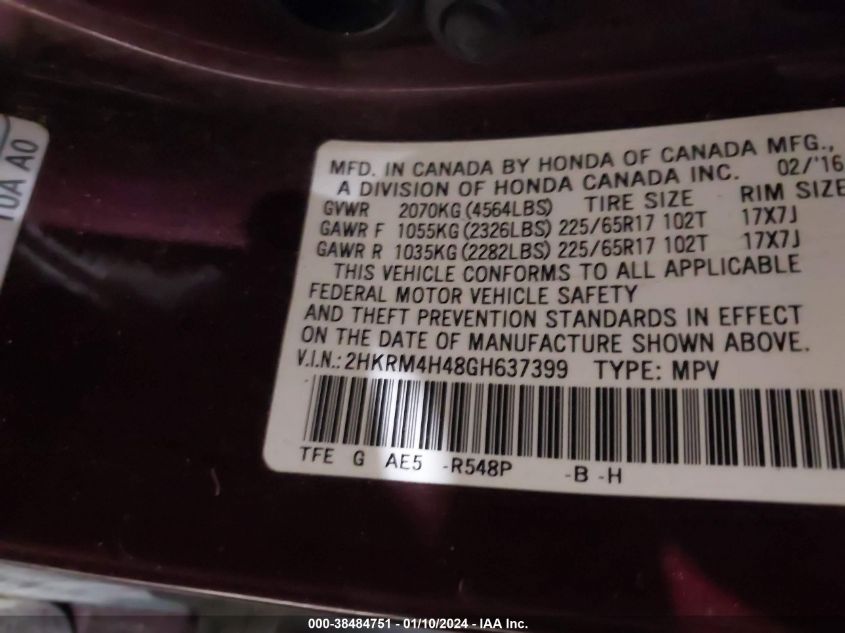 10A A0
MFD. IN CANADA BY HONDA OF CANADA MFG.,
A DIVISION OF HONDA CANADA INC. 02/'16
GVWR 2070KG (4564LBS) TIRE SIZE RIM SIZE
GAWR F 1055KG (2326LBS) 225/65R17 102T 17X7J
GAWR R 1035KG (2282LBS) 225/65R17 102T 17X7J
THIS VEHICLE CONFORMS TO ALL APPLICABLE
FEDERAL MOTOR VEHICLE SAFETY
AND THEFT PREVENTION STANDARDS IN EFFECT
ON THE DATE OF MANUFACTURE SHOWN ABOVE.
V.I.N.: 2HKRM4H48GH637399 TYPE: MPV
TFE G AE5 -R548P -B -H
000-38484751 - 01/10/2024 - IAA Inc.